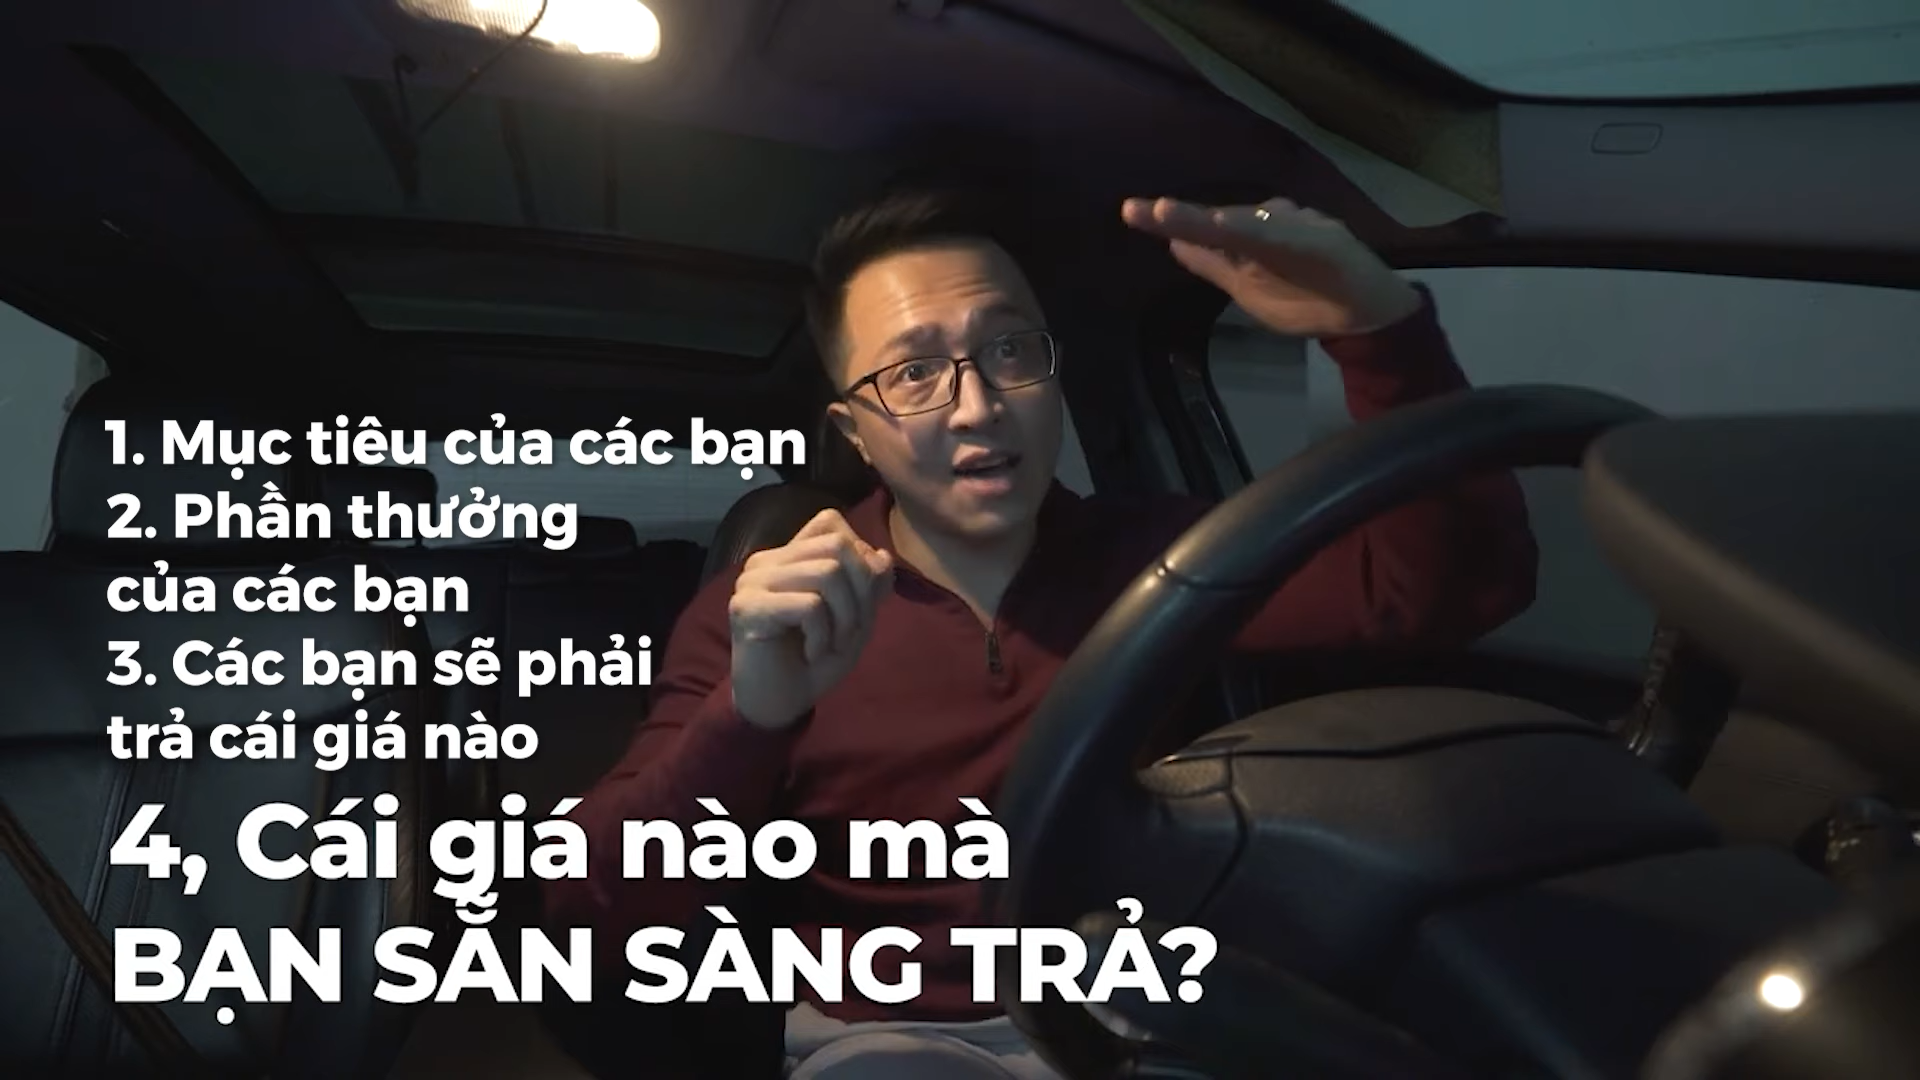 1. Mục tiêu của các bạn
2. Phần thưởng
của các bạn
3. Các bạn sẽ phải
trả cái giá nào
4, Cái giá nào mà
BẠN SẴN SÀNG TRẢ?